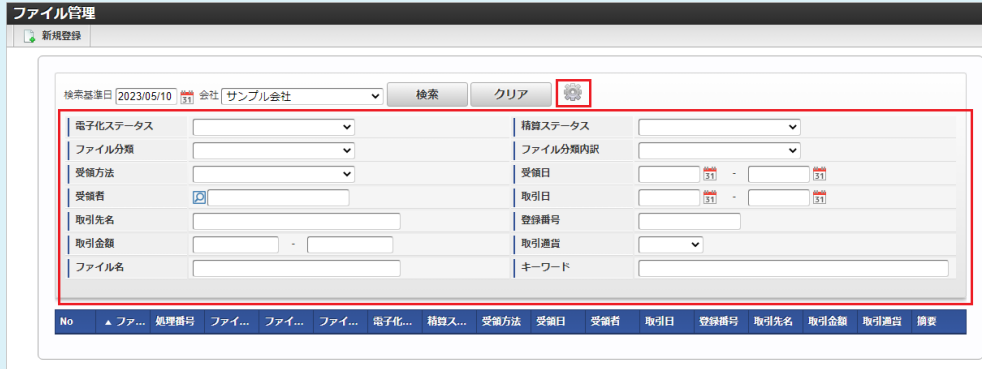 ファイル管理
新規登録
検索基準日 2023/05/10 31 会社 サンプル会社 検索 クリア
電子化ステータス 精算ステータス
ファイル分類 ファイル分類内訳
受領方法 受領日 31 - 31
受領者 取引日 31 - 31
取引先名 登録番号
取引金額 - 取引通貨
ファイル名 キーワード
No ▲ ファ... 処理番号 ファイ... ファイ... ファイ... 電子化... 精算ス... 受領方法 受領日 受領者 取引日 登録番号 取引先名 取引金額 取引通貨 摘要